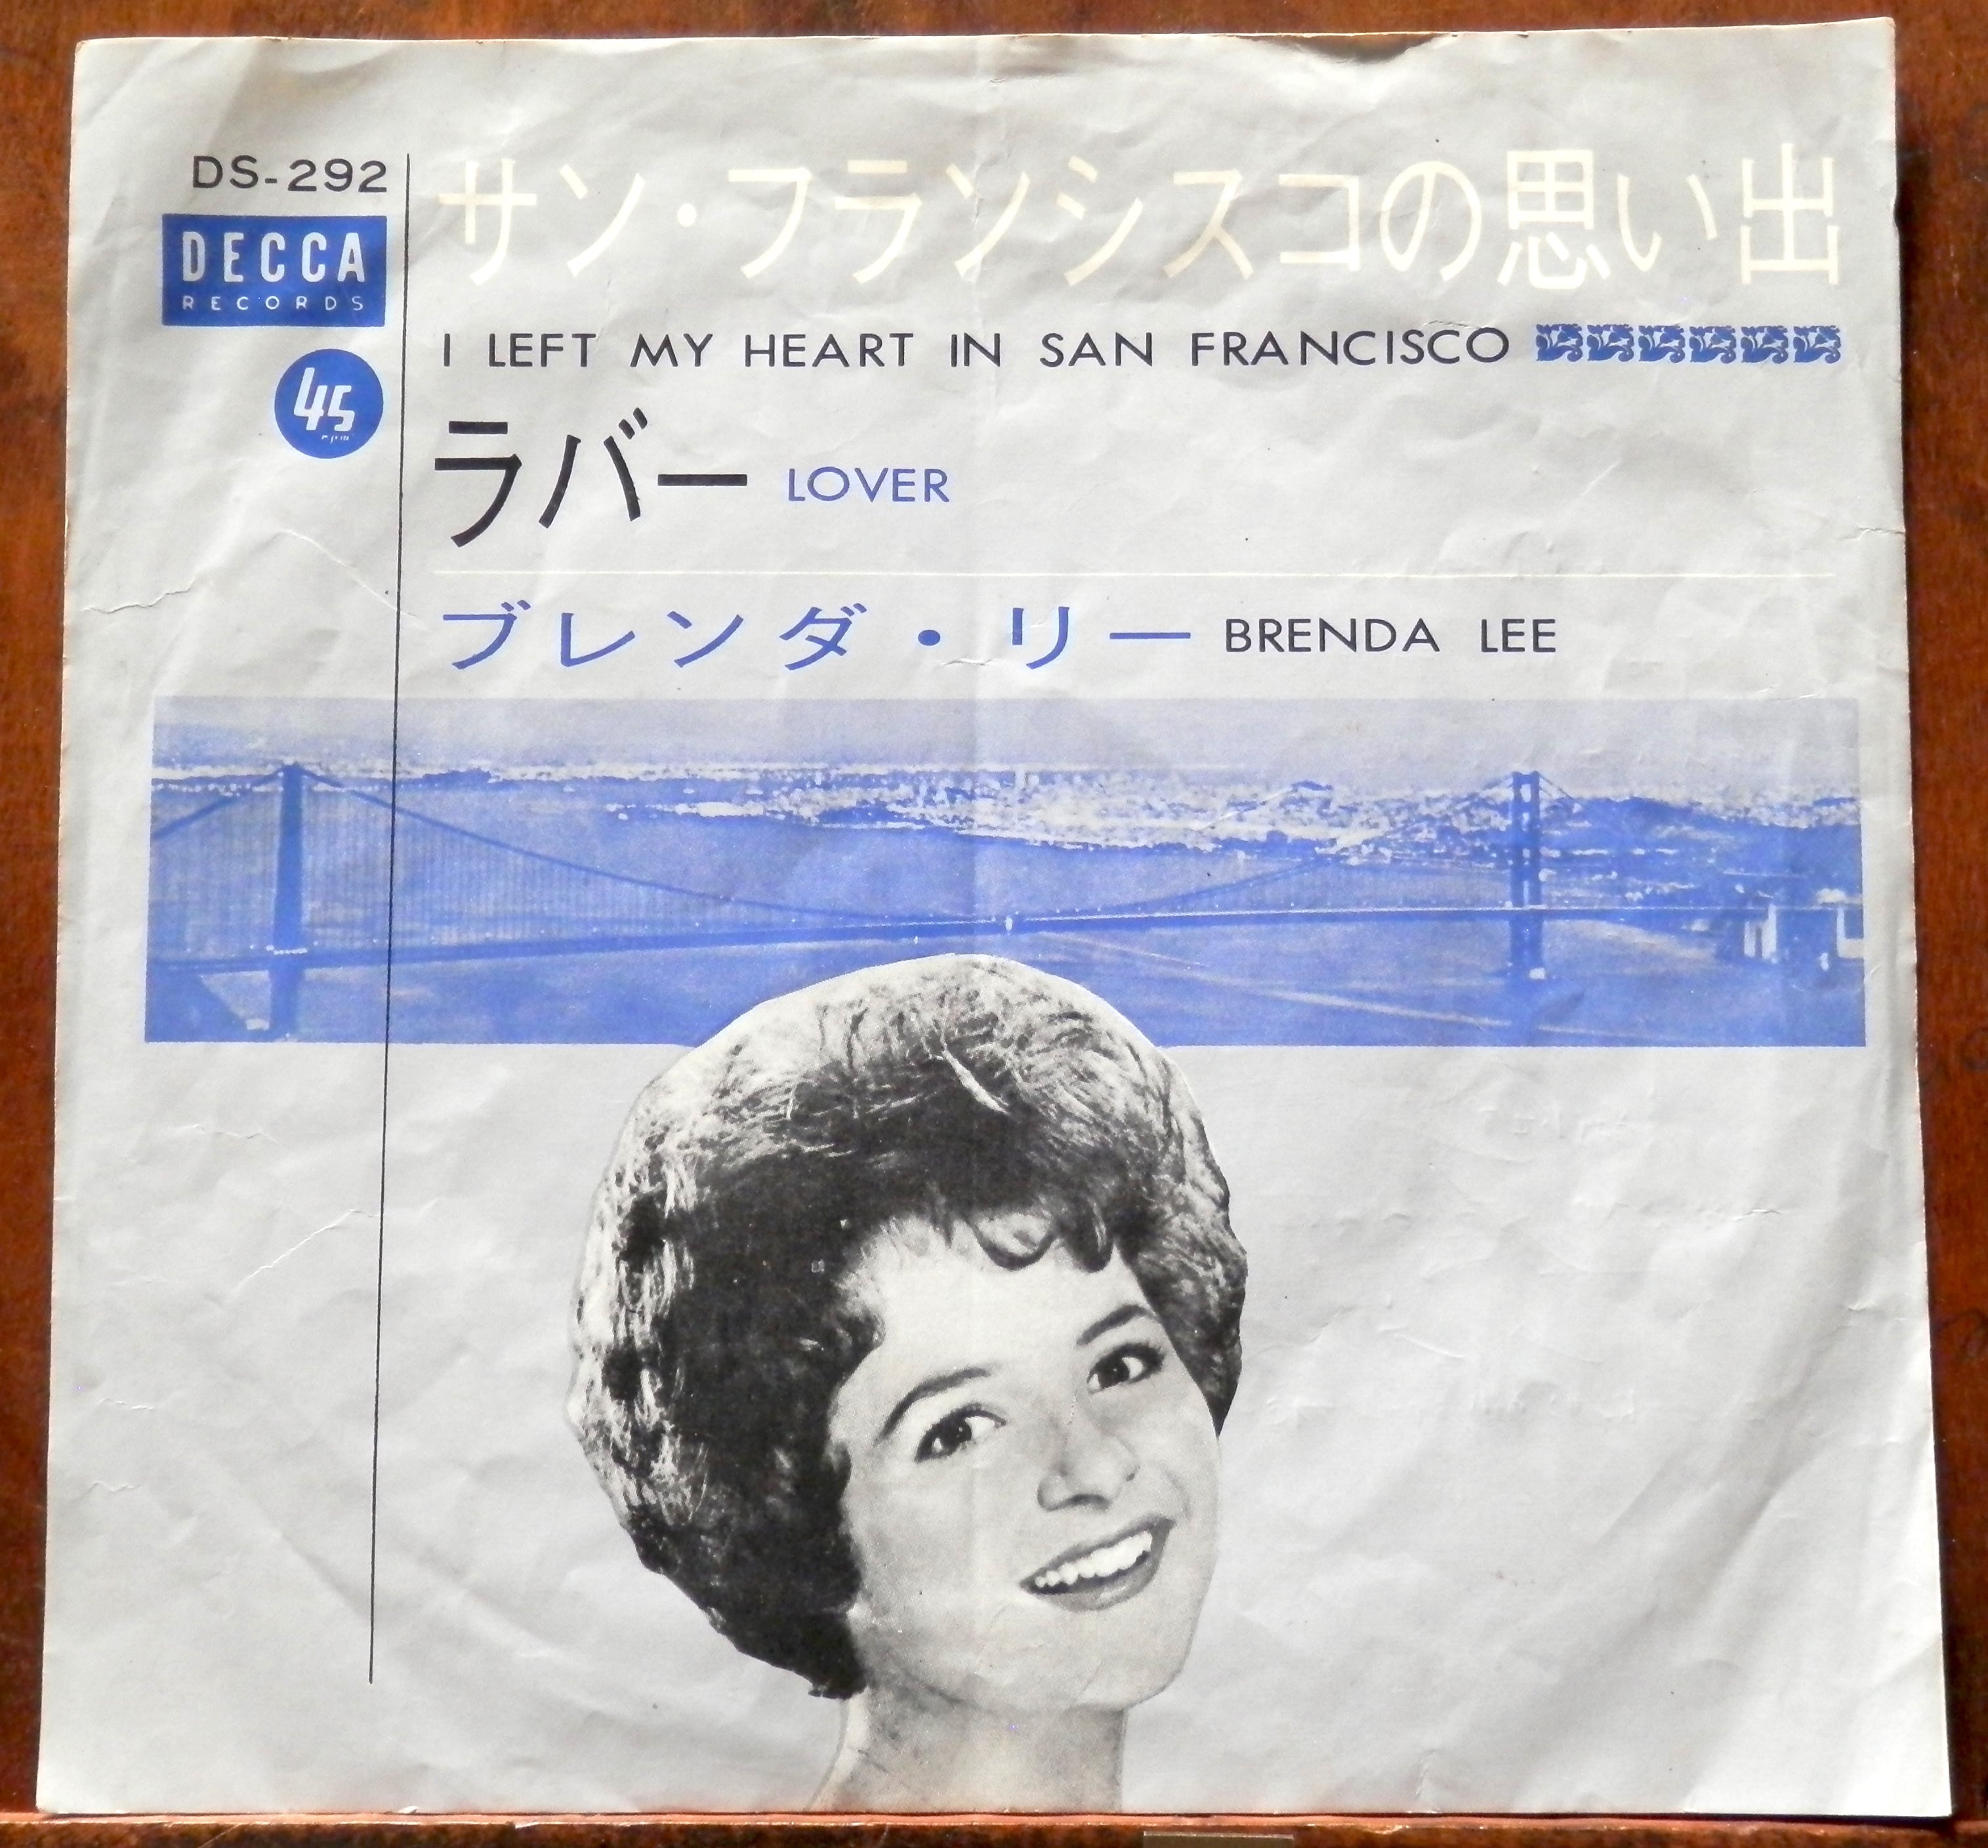 DS-292
DECCA
RECORDS
45
rpm
サン・フランシスコの思い出
I LEFT MY HEART IN SAN FRANCISCO
ラバー LOVER
ブレンダ・リー BRENDA LEE